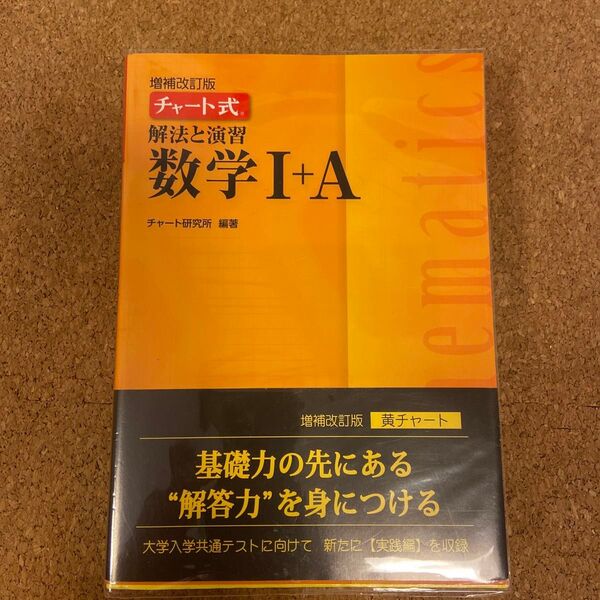 増補改訂版
チャート式®
解法と演習
数学I+A
チャート研究所 編著
ematics
増補改訂版 黄チャート
基礎力の先にある
“解答力”を身につける
大学入学共通テストに向けて 新たに【実践編】を収録